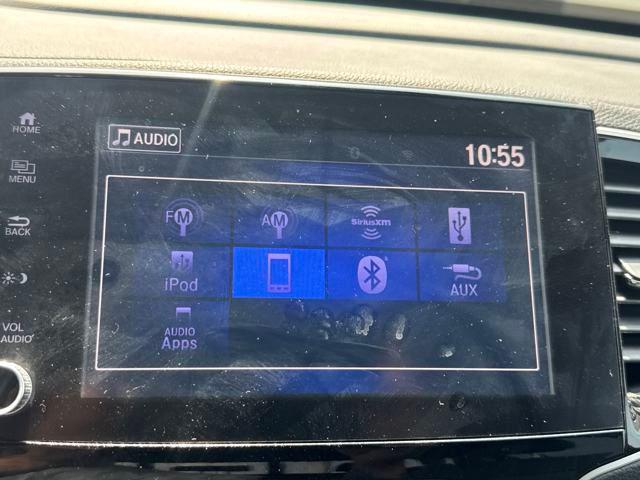 HOME
MENU
BACK
VOL
AUDIO
AUDIO
10:55
FM
AM
SiriusXM
iPod
AUX
AUDIO
Apps